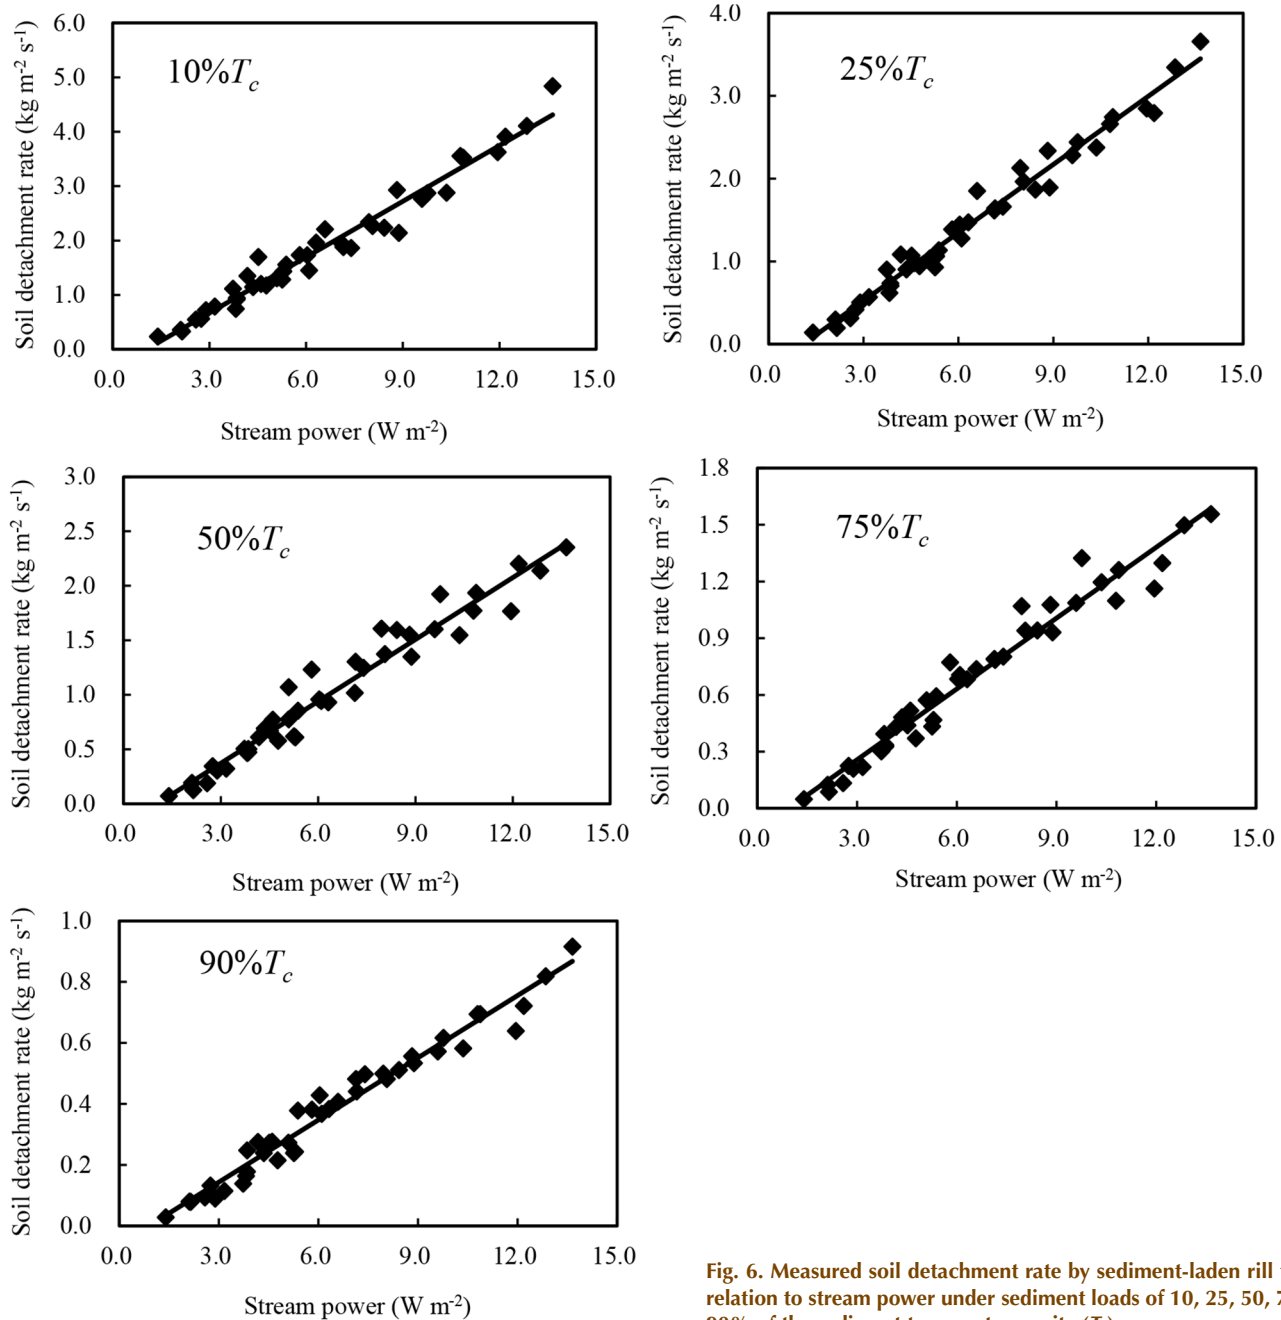 6.0
5.0
4.0
3.0
2.0
1.0
0.0
10%Tc
Soil detachment rate (kg m-2 s-1)
0.0 3.0 6.0 9.0 12.0 15.0
Stream power (W m-2)
4.0
3.0
2.0
1.0
0.0
25%Tc
Soil detachment rate (kg m-2 s-1)
0.0 3.0 6.0 9.0 12.0 15.0
Stream power (W m-2)
3.0
2.5
2.0
1.5
1.0
0.5
0.0
50%Tc
Soil detachment rate (kg m-2 s-1)
0.0 3.0 6.0 9.0 12.0 15.0
Stream power (W m-2)
1.8
1.5
1.2
0.9
0.6
0.3
0.0
75%Tc
Soil detachment rate (kg m-2 s-1)
0.0 3.0 6.0 9.0 12.0 15.0
Stream power (W m-2)
1.0
0.8
0.6
0.4
0.2
0.0
90%Tc
Soil detachment rate (kg m-2 s-1)
0.0 3.0 6.0 9.0 12.0 15.0
Stream power (W m-2)
Fig. 6. Measured soil detachment rate by sediment-laden rill
relation to stream power under sediment loads of 10, 25, 50,